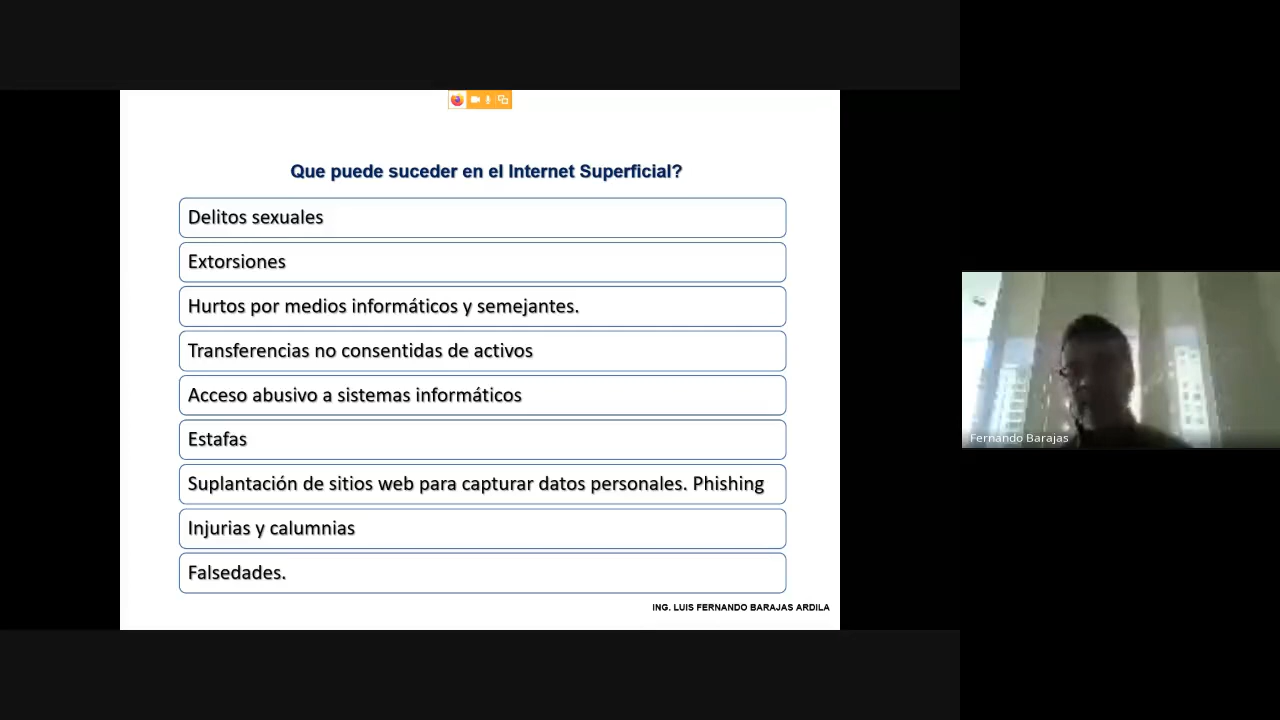 Que puede suceder en el Internet Superficial?
Delitos sexuales
Extorsiones
Hurtos por medios informáticos y semejantes.
Transferencias no consentidas de activos
Acceso abusivo a sistemas informáticos
Estafas
Suplantación de sitios web para capturar datos personales. Phishing
Injurias y calumnias
Falsedades.
ING. LUIS FERNANDO BARAJAS ARDILA
Fernando Barajas